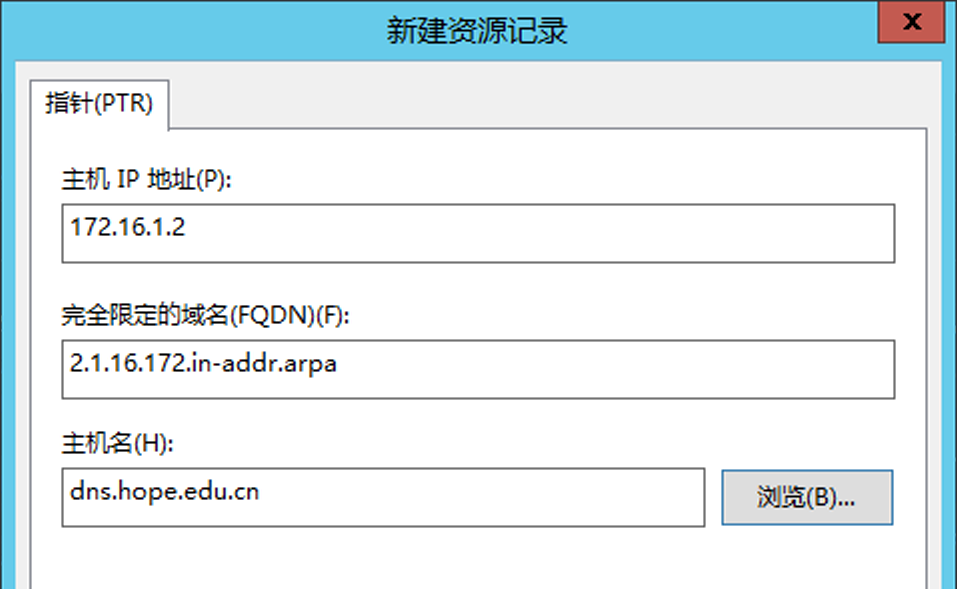 新建资源记录
X
指针(PTR)
主机 IP 地址(P):
172.16.1.2
完全限定的域名(FQDN)(F):
2.1.16.172.in-addr.arpa
主机名(H):
dns.hope.edu.cn
浏览(B)...